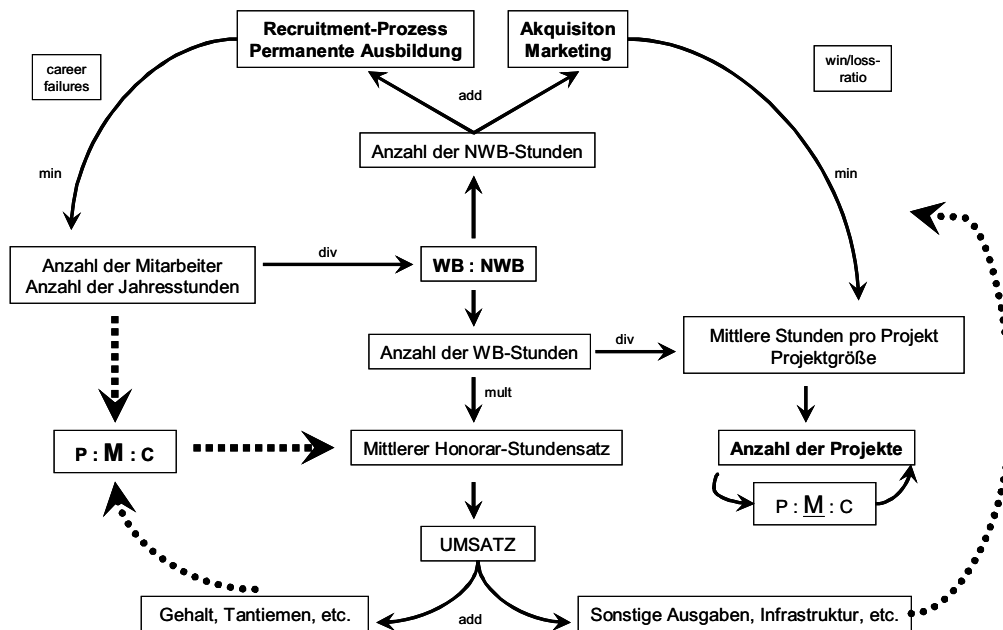 Recruitment-Prozess
Permanente Ausbildung
Akquisiton
Marketing
career
failures
win/loss-
ratio
add
Anzahl der NWB-Stunden
min
min
Anzahl der Mitarbeiter
Anzahl der Jahresstunden
div
WB : NWB
Anzahl der WB-Stunden
div
Mittlere Stunden pro Projekt
Projektgröße
mult
P : M : C
Mittlerer Honorar-Stundensatz
Anzahl der Projekte
P : M : C
UMSATZ
Gehalt, Tantiemen, etc.
add
Sonstige Ausgaben, Infrastruktur, etc.